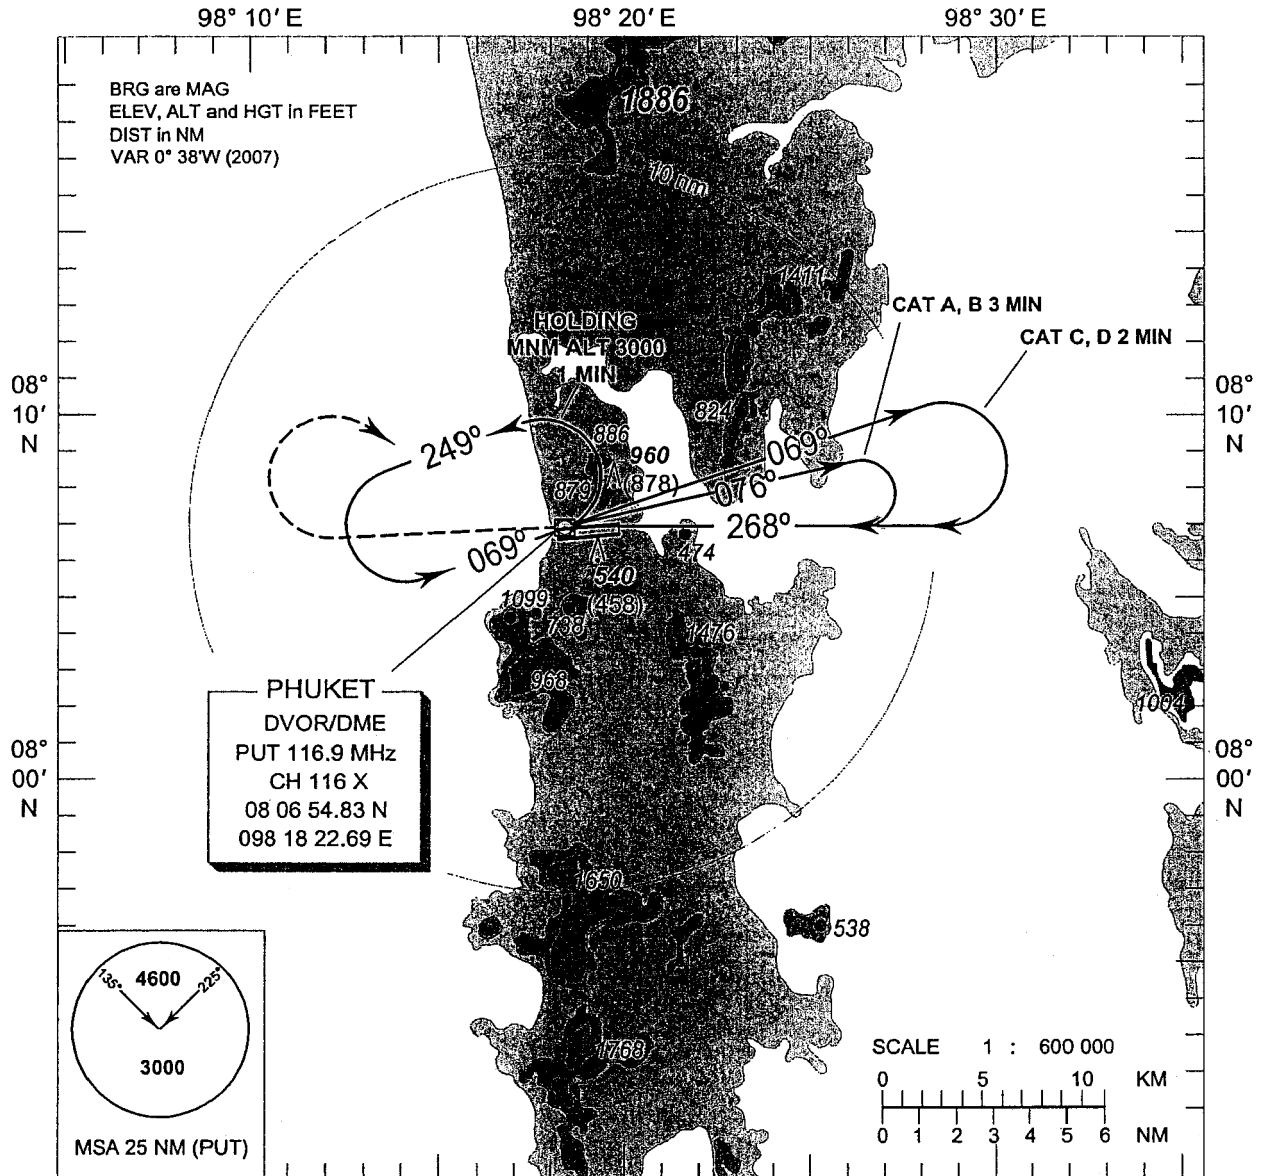 98° 10′ E
98° 20′ E
98° 30′ E
BRG are MAG
ELEV, ALT and HGT in FEET
DIST in NM
VAR 0° 38'W (2007)
1886
10 nm
1411
CAT A, B 3 MIN
CAT C, D 2 MIN
HOLDING
MNM ALT 3000
1 MIN
08°
10′
N
08°
10′
N
824
249°
886
960
(878)
879
069°
076°
268°
069°
474
540
(458)
1099
738
1476
968
1004
PHUKET
DVOR/DME
PUT 116.9 MHz
CH 116 X
08 06 54.83 N
098 18 22.69 E
08°
00′
N
08°
00′
N
1650
538
1768
135°
4600
225°
3000
MSA 25 NM (PUT)
SCALE 1 : 600 000
0 5 10 KM
0 1 2 3 4 5 6 NM